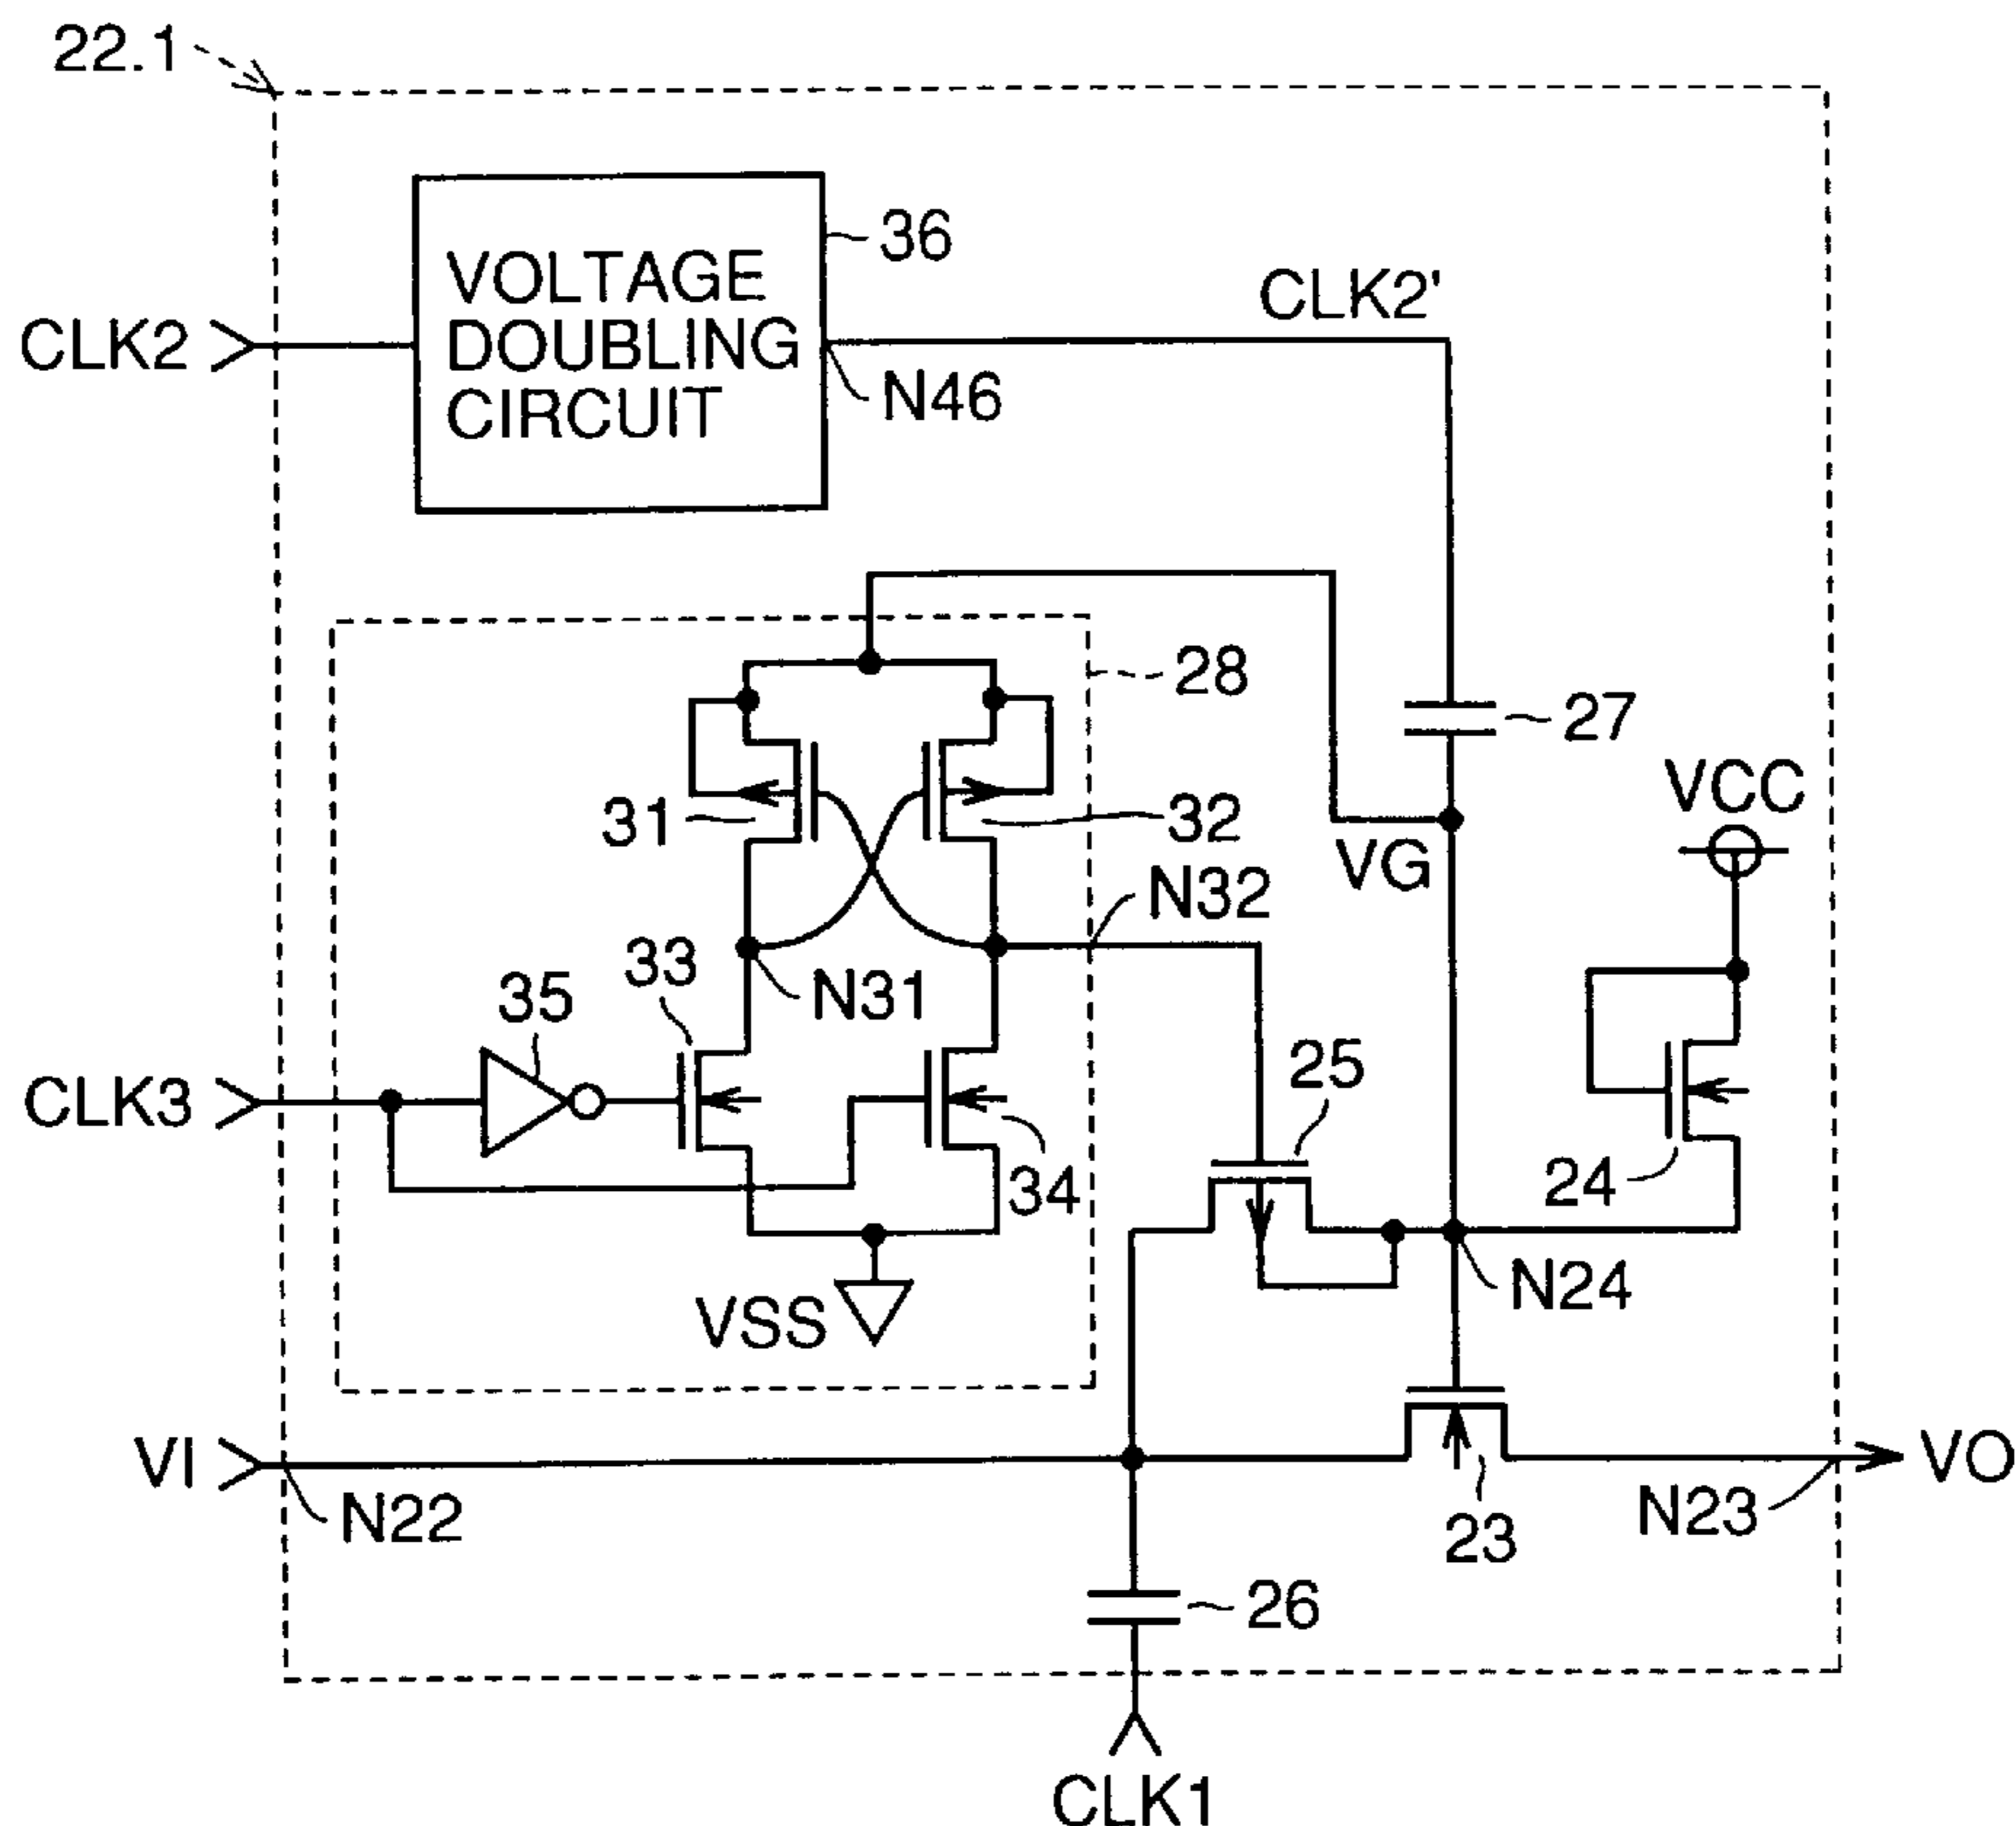 22.1
36
VOLTAGE
DOUBLING
CIRCUIT
CLK2'
CLK2
N46
28
27
VCC
31
32
VG
N32
33
N31
35
25
CLK3
24
34
N24
VSS
VI
VO
N22
N23
23
26
CLK1